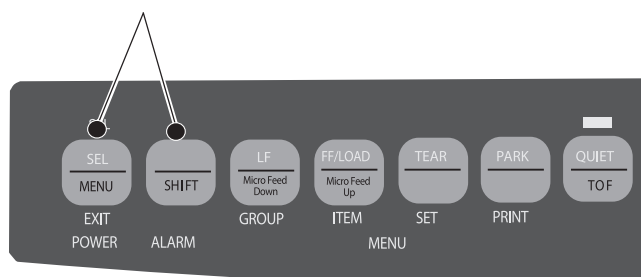 SEL LF FF/LOAD TEAR PARK QUIET
MENU SHIFT Micro Feed Down Micro Feed Up TOF
EXIT GROUP ITEM SET PRINT
POWER ALARM MENU